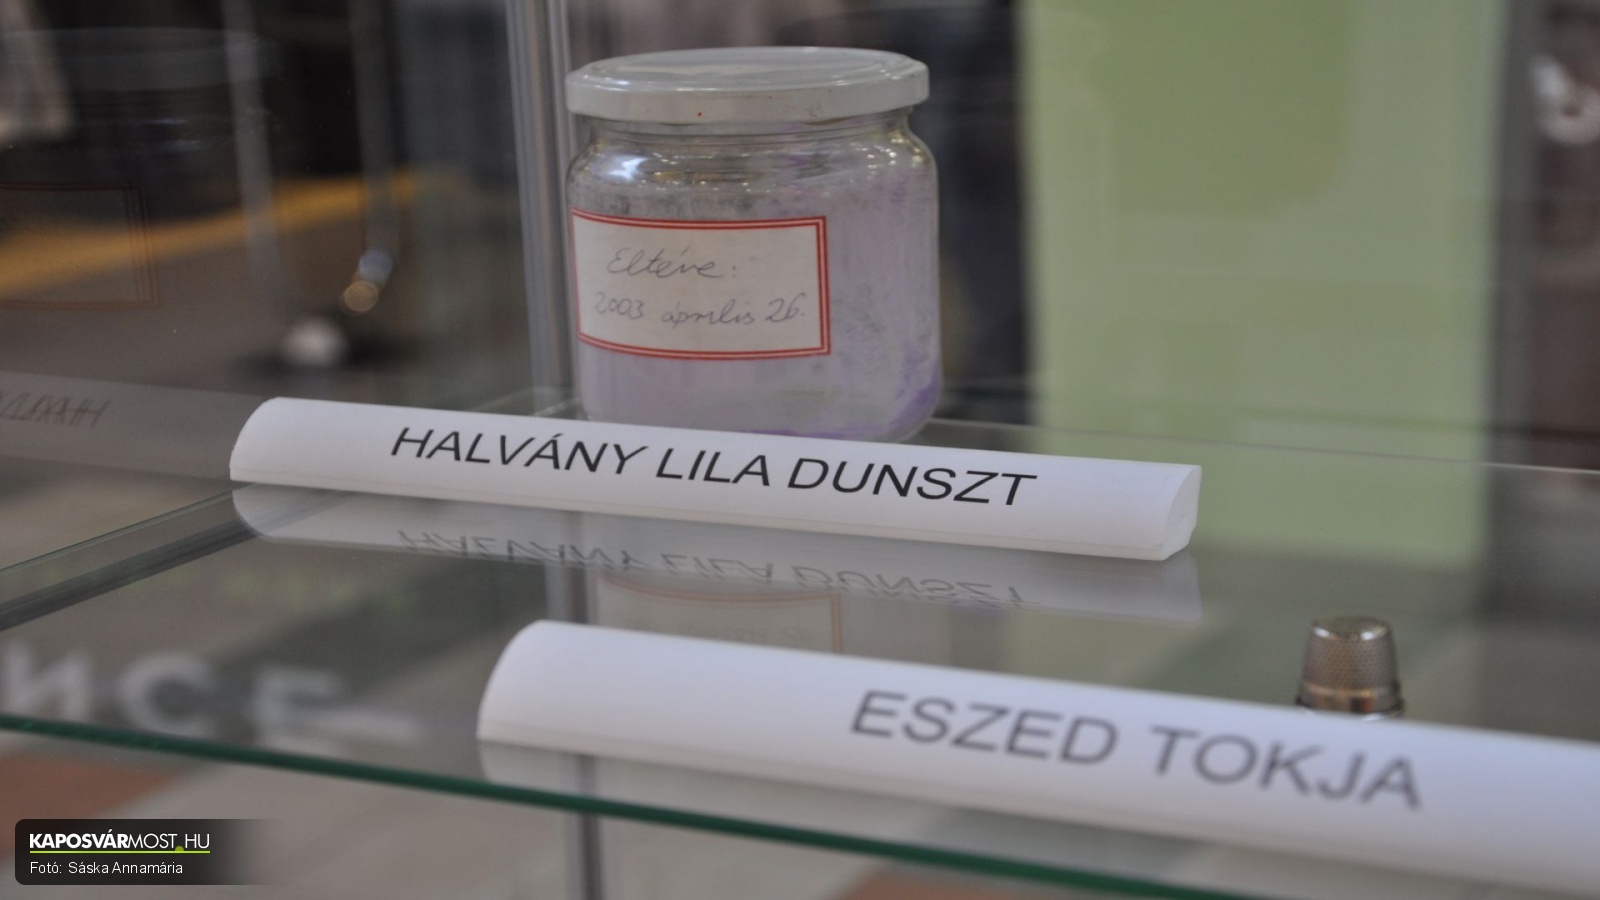 Eltéve:
2003 április 26.
HALVÁNY LILA DUNSZT
ESZED TOKJA
KAPOSVÁRMOST.HU
Fotó: Sáska Annamária